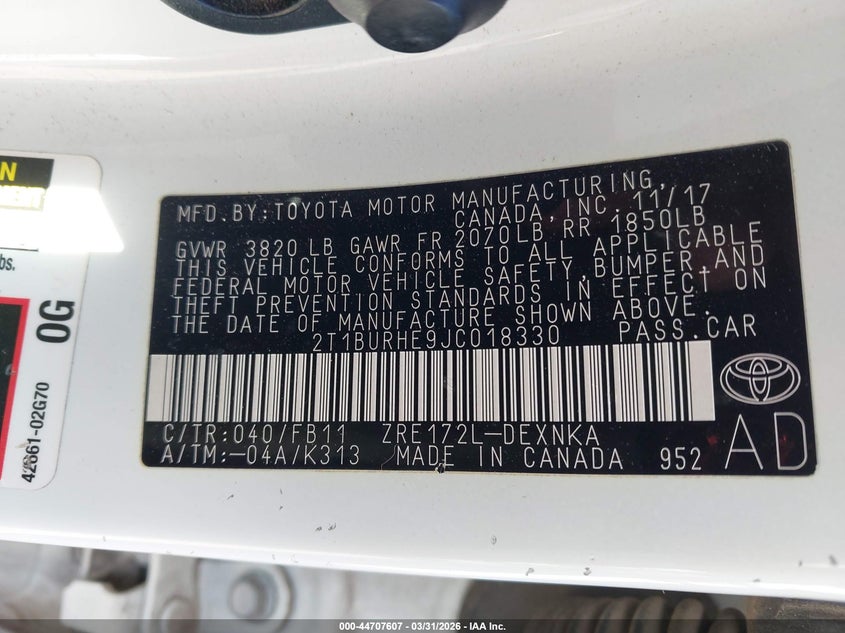 N
bs.
0G
42661-02G70
MFD.BY:TOYOTA MOTOR MANUFACTURING,
CANADA,INC. 11/17
GVWR 3820 LB GAWR FR 2070LB RR 1850LB
THIS VEHICLE CONFORMS TO ALL APPLICABLE
FEDERAL MOTOR VEHICLE SAFETY,BUMPER AND
THEFT PREVENTION STANDARDS IN EFFECT ON
THE DATE OF MANUFACTURE SHOWN ABOVE.
2T1BURHE9JC018330 PASS.CAR
C/TR:040/FB11 ZRE172L-DEXNKA
A/TM:-04A/K313 MADE IN CANADA 952
AD
000-44707607 - 03/31/2026 - IAA Inc.